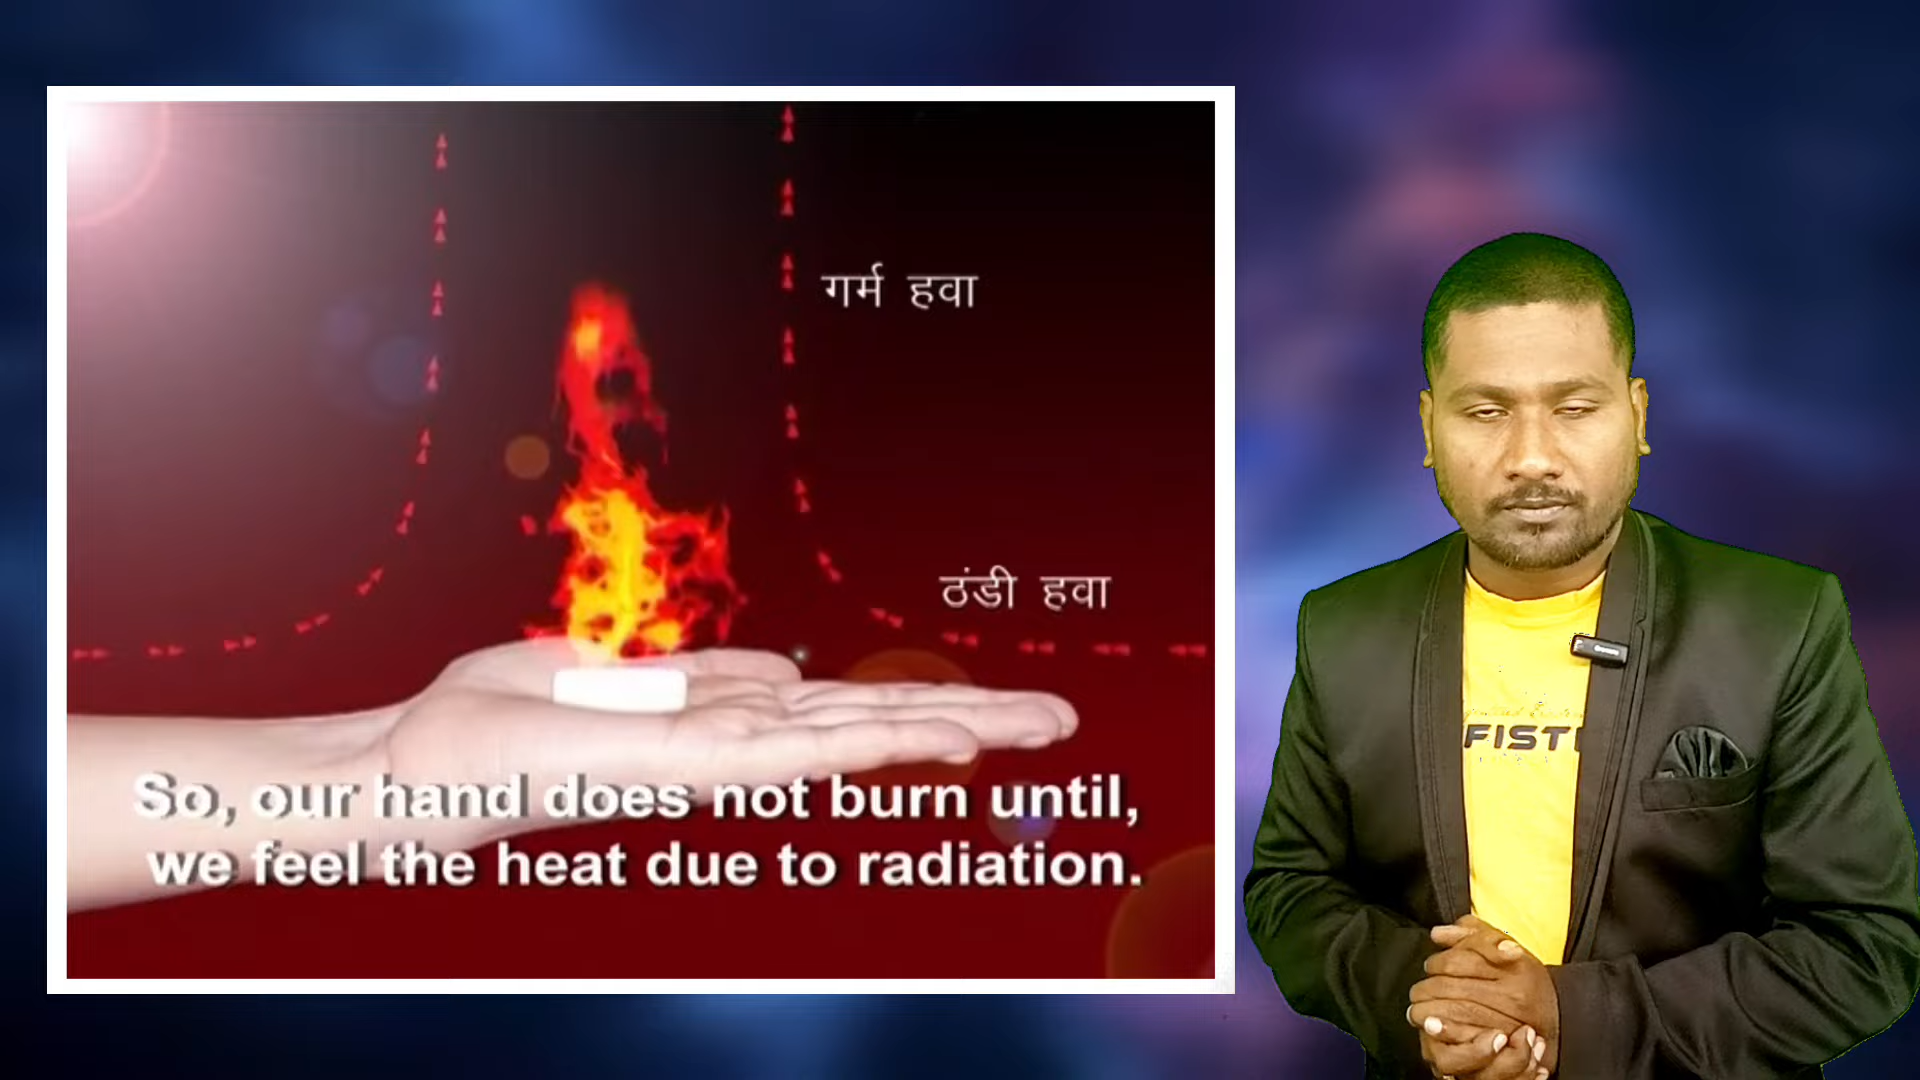 गर्म हवा
ठंडी हवा
So, our hand does not burn until,
we feel the heat due to radiation.
FIST